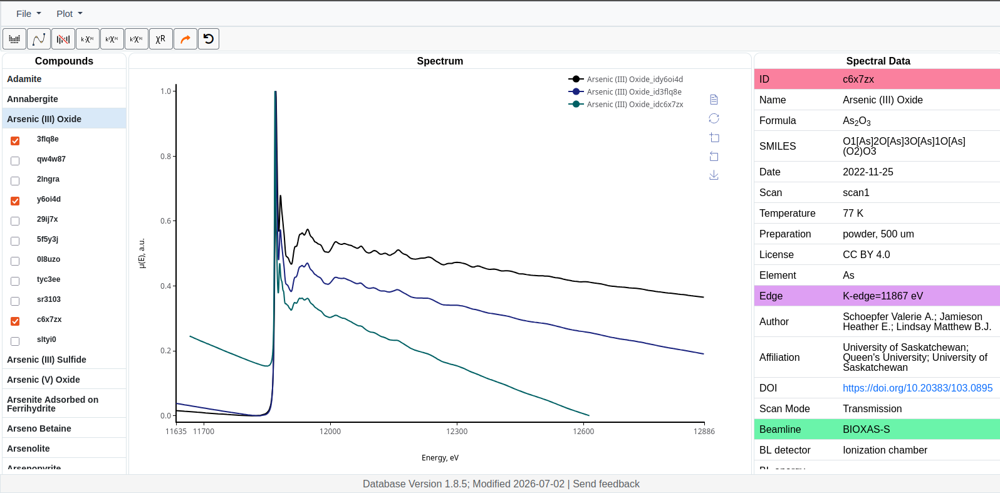 File
Plot
k·χ(k)
k²χ(k)
k³χ(k)
χR
Compounds
Adamite
Annabergite
Arsenic (III) Oxide
3flq8e
qw4w87
2lngra
y6oi4d
29ij7x
5f5y3j
0l8uzo
tyc3ee
sr3103
c6x7zx
sltyi0
Arsenic (III) Sulfide
Arsenic (V) Oxide
Arsenite Adsorbed on
Ferrihydrite
Arseno Betaine
Arsenolite
Arsenopyrite
Spectrum
Arsenic (III) Oxide_idy6oi4d
Arsenic (III) Oxide_id3flq8e
Arsenic (III) Oxide_idc6x7zx
1.0
0.8
0.6
0.4
0.2
0.0
μ(E), a.u.
11635 11700 12000 12300 12600 12886
Energy, eV
Spectral Data
ID c6x7zx
Name Arsenic (III) Oxide
Formula As₂O₃
SMILES O1[As]2O[As]3O[As]1O[As]
(O2)O3
Date 2022-11-25
Scan scan1
Temperature 77 K
Preparation powder, 500 um
License CC BY 4.0
Element As
Edge K-edge=11867 eV
Author Schoepfer Valerie A.; Jamieson
Heather E.; Lindsay Matthew B.J.
Affiliation University of Saskatchewan;
Queen's University; University of
Saskatchewan
DOI https://doi.org/10.20383/103.0895
Scan Mode Transmission
Beamline BIOXAS-S
BL detector Ionization chamber
BL energy
Database Version 1.8.5; Modified 2026-07-02 | Send feedback